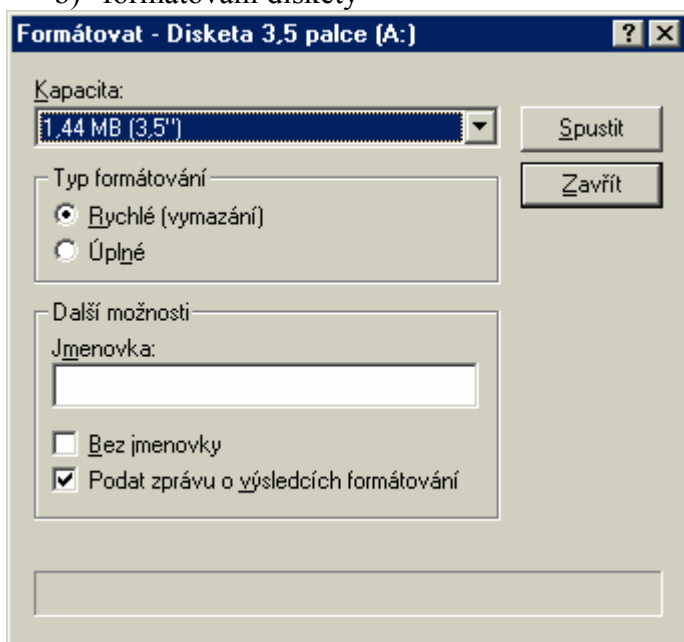 b) formátování diskety
Formátovat - Disketa 3,5 palce (A:)
Kapacita:
1,44 MB (3,5")
Spustit
Typ formátování
Zavřít
Rychlé (vymazání)
Úplné
Další možnosti
Jmenovka:
Bez jmenovky
Podat zprávu o výsledcích formátování